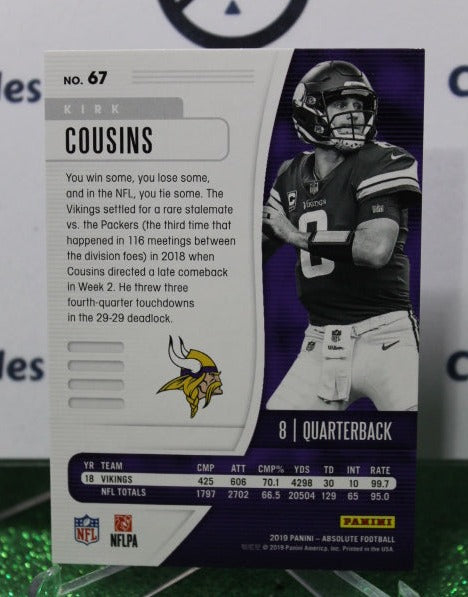 NO. 67
KIRK
COUSINS
You win some, you lose some,
and in the NFL, you tie some. The
Vikings settled for a rare stalemate
vs. the Packers (the third time that
happened in 116 meetings between
the division foes) in 2018 when
Cousins directed a late comeback
in Week 2. He threw three
fourth-quarter touchdowns
in the 29-29 deadlock.
Vikings
8 | QUARTERBACK
YR TEAM CMP ATT CMP% YDS TD INT RATE
18 VIKINGS 425 606 70.1 4298 30 10 99.7
NFL TOTALS 1797 2702 66.5 20504 129 65 95.0
NFL
NFLPA
PANINI
2019 PANINI – ABSOLUTE FOOTBALL
© 2019 Panini America, Inc. Printed in the USA.